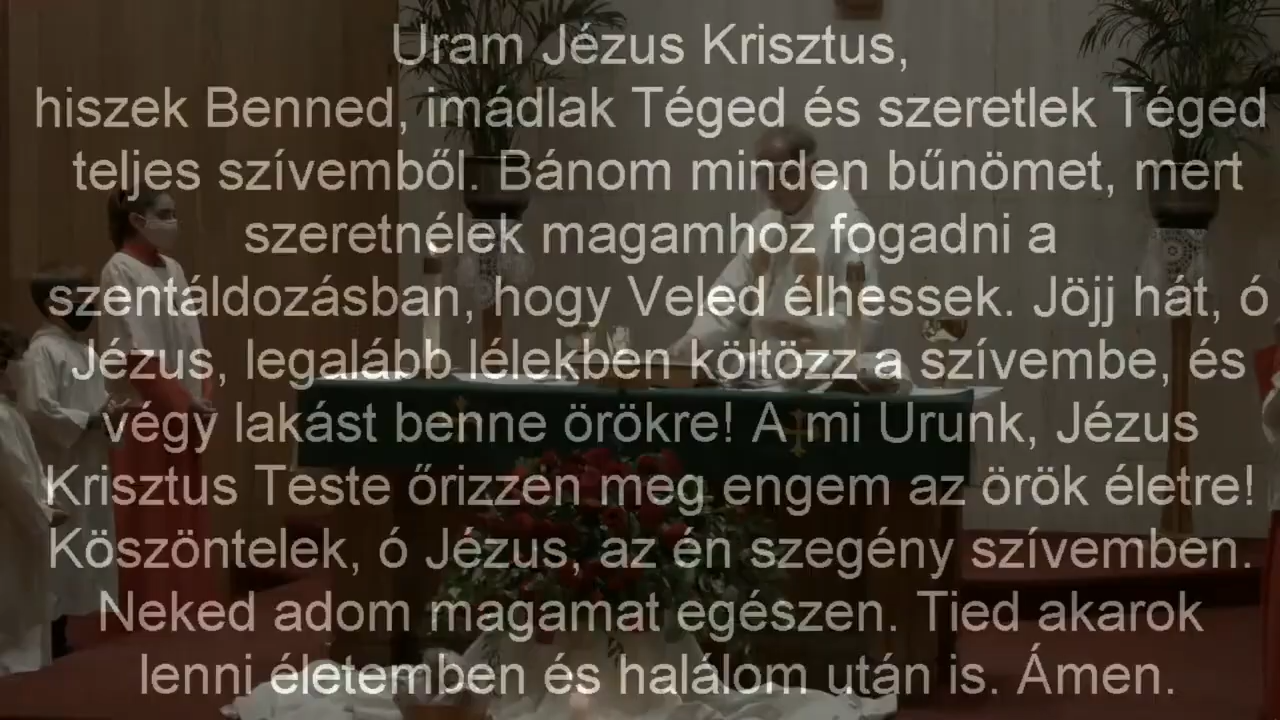 Uram Jézus Krisztus,
hiszek Benned, imádlak Téged és szeretlek Téged
teljes szívemből. Bánom minden bűnömet, mert
szeretnélek magamhoz fogadni a
szentáldozásban, hogy Veled élhessek. Jöjj hát, ó
Jézus, legalább lélekben költözz a szívembe, és
végy lakást benne örökre! A mi Urunk, Jézus
Krisztus Teste őrizzen meg engem az örök életre!
Köszöntelek, ó Jézus, az én szegény szívemben.
Neked adom magamat egészen. Tied akarok
lenni életemben és halálom után is. Ámen.